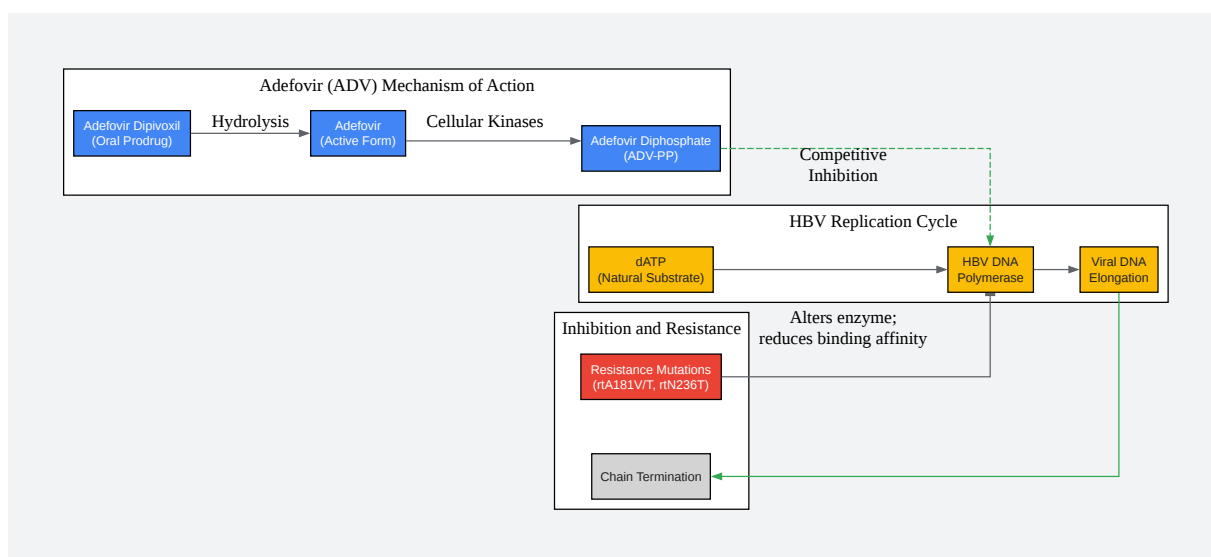 Adefovir (ADV) Mechanism of Action
Adefovir Dipivoxil
(Oral Prodrug)
Hydrolysis
Adefovir
(Active Form)
Cellular Kinases
Adefovir Diphosphate
(ADV-PP)
Competitive
Inhibition
HBV Replication Cycle
dATP
(Natural Substrate)
HBV DNA
Polymerase
Viral DNA
Elongation
Alters enzyme;
reduces binding affinity
Inhibition and Resistance
Resistance Mutations
(rtA181V/T, rtN236T)
Chain Termination